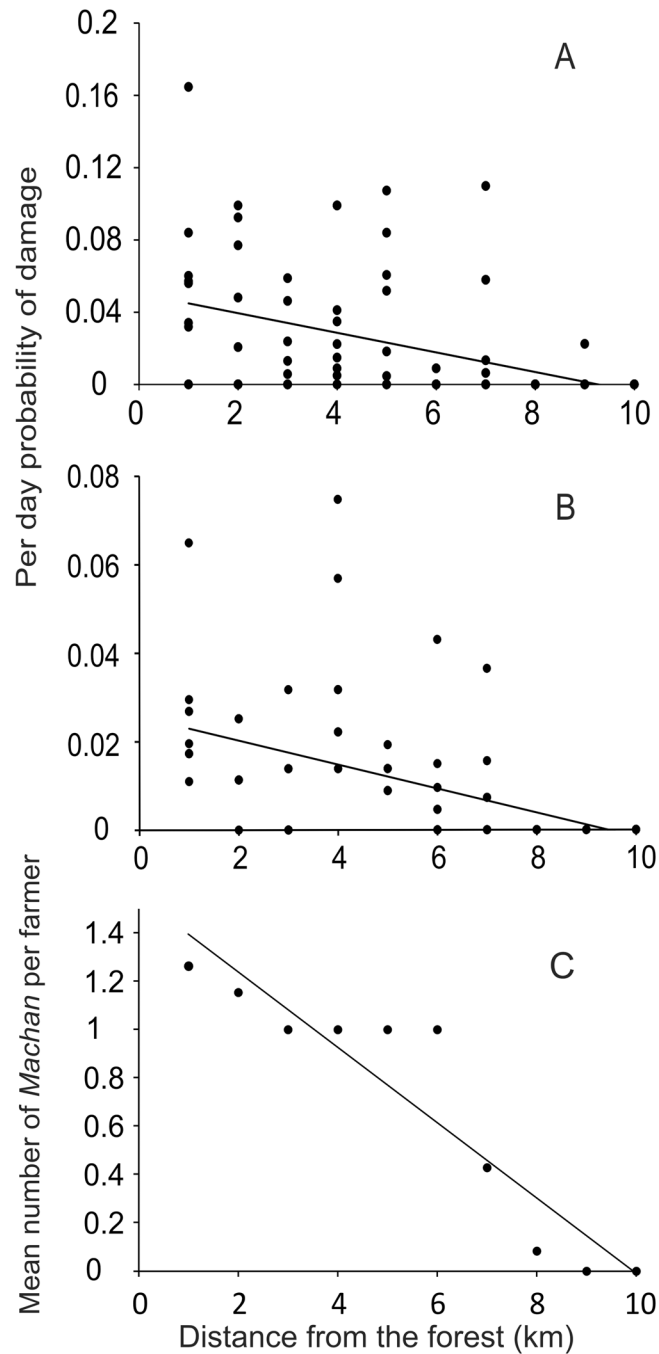 0.2
A
0.16
0.12
0.08
0.04
0
0 2 4 6 8 10
Per day probability of damage
0.08
B
0.06
0.04
0.02
0
0 2 4 6 8 10
Mean number of Machan per farmer
1.4
C
1.2
1
0.8
0.6
0.4
0.2
0
0 2 4 6 8 10
Distance from the forest (km)